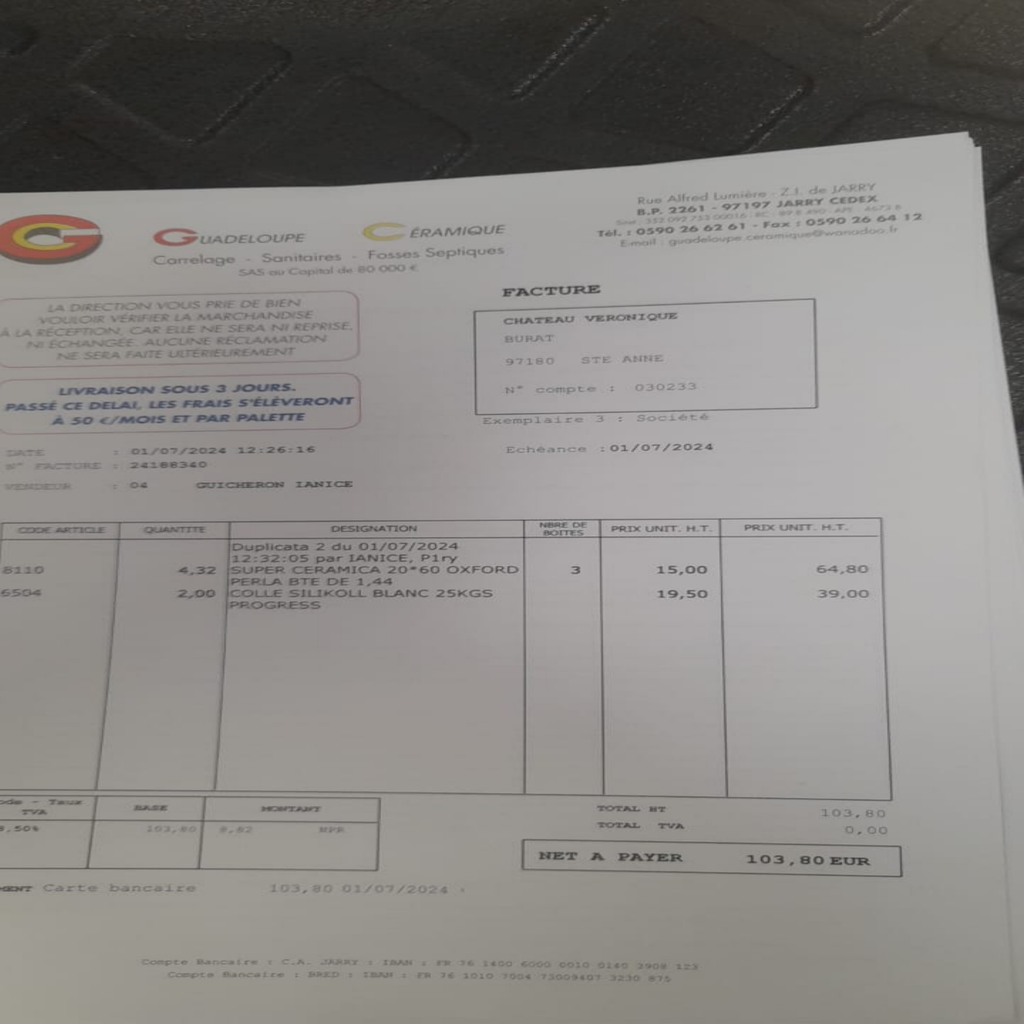 GUADELOUPE CÉRAMIQUE
Carrelage - Sanitaires - Fosses Septiques
SAS au Capital de 80 000 €
Rue Alfred Lumière - Z.I. de JARRY
B.P. 2261 - 97197 JARRY CEDEX
Tél. : 0590 26 62 61 - Fax : 0590 26 64 12
E-mail : guadeloupe.ceramique@wanadoo.fr
LA DIRECTION VOUS PRIE DE BIEN
VOULOIR VÉRIFIER LA MARCHANDISE
À LA RÉCEPTION, CAR ELLE NE SERA NI REPRISE,
NI ÉCHANGÉE. AUCUNE RÉCLAMATION
NE SERA FAITE ULTÉRIEUREMENT
LIVRAISON SOUS 3 JOURS.
PASSÉ CE DELAI, LES FRAIS S'ÉLÈVERONT
À 50 €/MOIS ET PAR PALETTE
FACTURE
CHATEAU VERONIQUE
BURAT
97180 STE ANNE
N° compte : 030233
Exemplaire 3 : Société
DATE : 01/07/2024 12:26:16
N° FACTURE : 24188340
Echéance :01/07/2024
VENDEUR : 04 GUICHERON IANICE
CODE ARTICLE QUANTITE DESIGNATION NBRE DE BOITES PRIX UNIT. H.T. PRIX UNIT. H.T.
Duplicata 2 du 01/07/2024
12:32:05 par IANICE, P1ry
8110 4,32 SUPER CERAMICA 20*60 OXFORD 3 15,00 64,80
PERLA BTE DE 1,44
6504 2,00 COLLE SILIKOLL BLANC 25KGS 19,50 39,00
PROGRESS
Taux TVA BASE MONTANT
,50% 103,80 8,82 NPR
TOTAL HT 103,80
TOTAL TVA 0,00
NET A PAYER 103,80 EUR
Carte bancaire 103,80 01/07/2024
Compte Bancaire : C.A. JARRY : IBAN : FR 76 1400 6000 0010 0140 3908 123
Compte Bancaire : BRED : IBAN : FR 76 1010 7004 73009407 3230 875